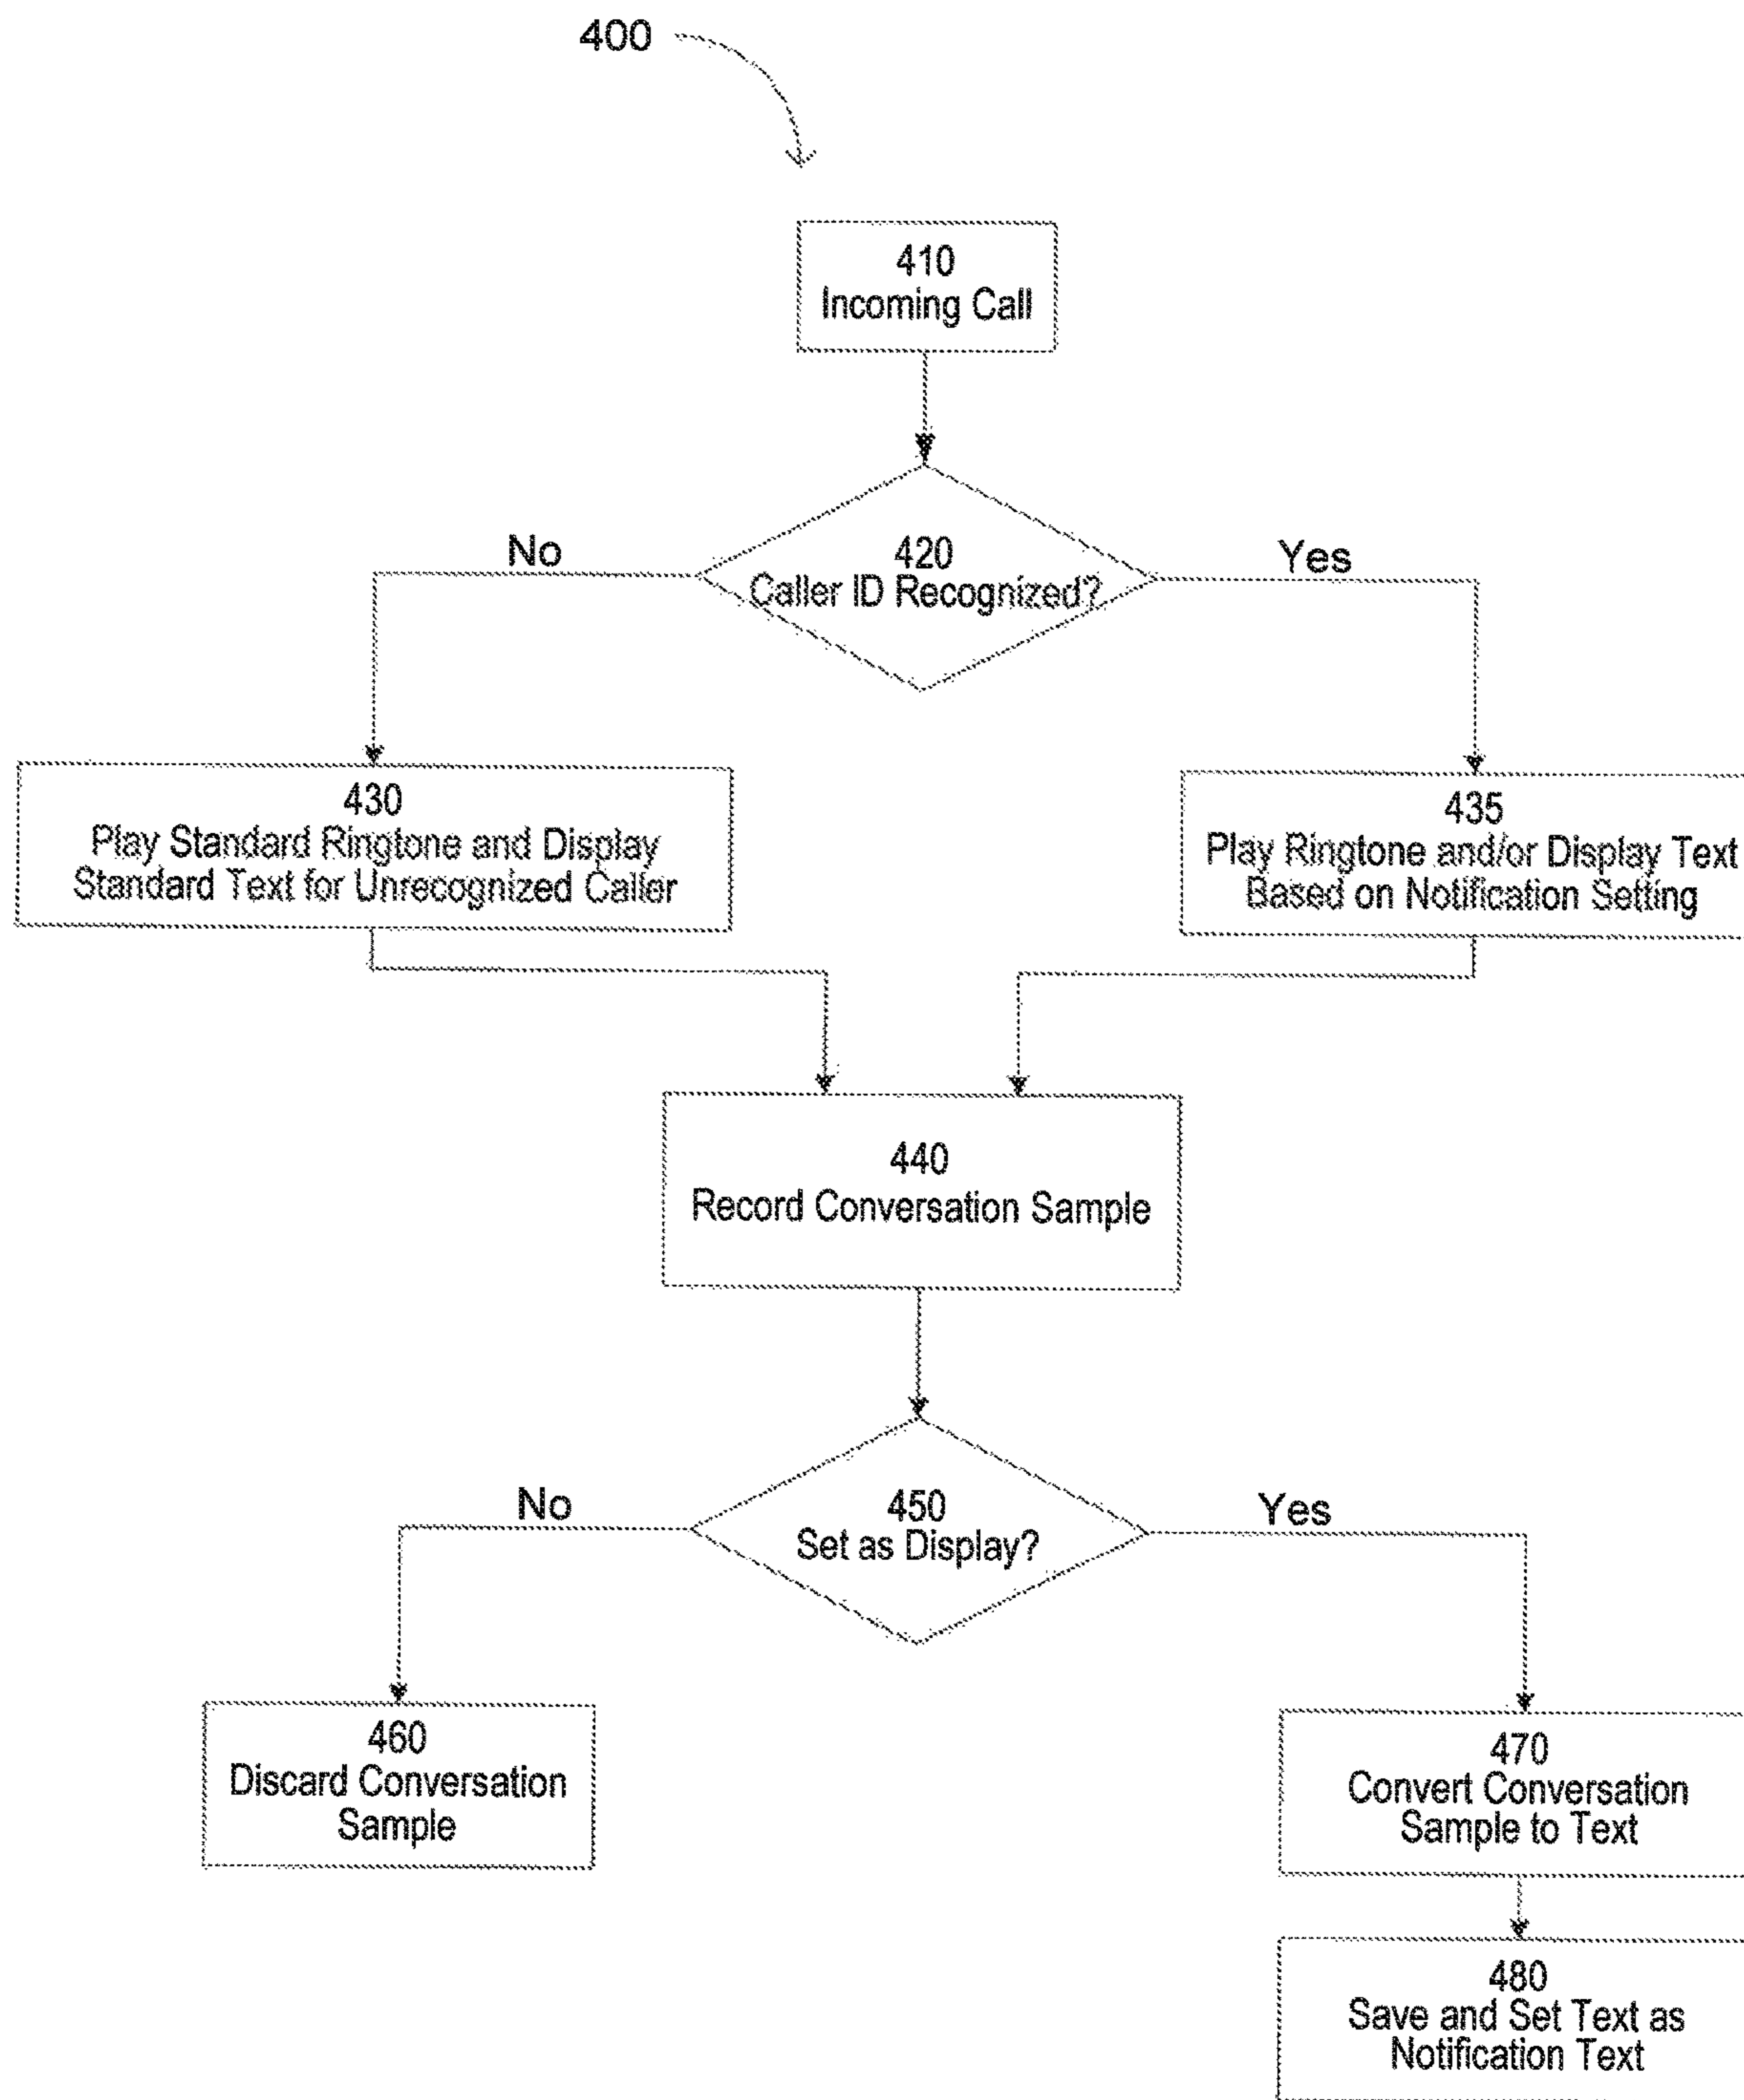 400
410
Incoming Call
420
Caller ID Recognized?
No
Yes
430
Play Standard Ringtone and Display
Standard Text for Unrecognized Caller
435
Play Ringtone and/or Display Text
Based on Notification Setting
440
Record Conversation Sample
450
Set as Display?
No
Yes
460
Discard Conversation
Sample
470
Convert Conversation
Sample to Text
480
Save and Set Text as
Notification Text